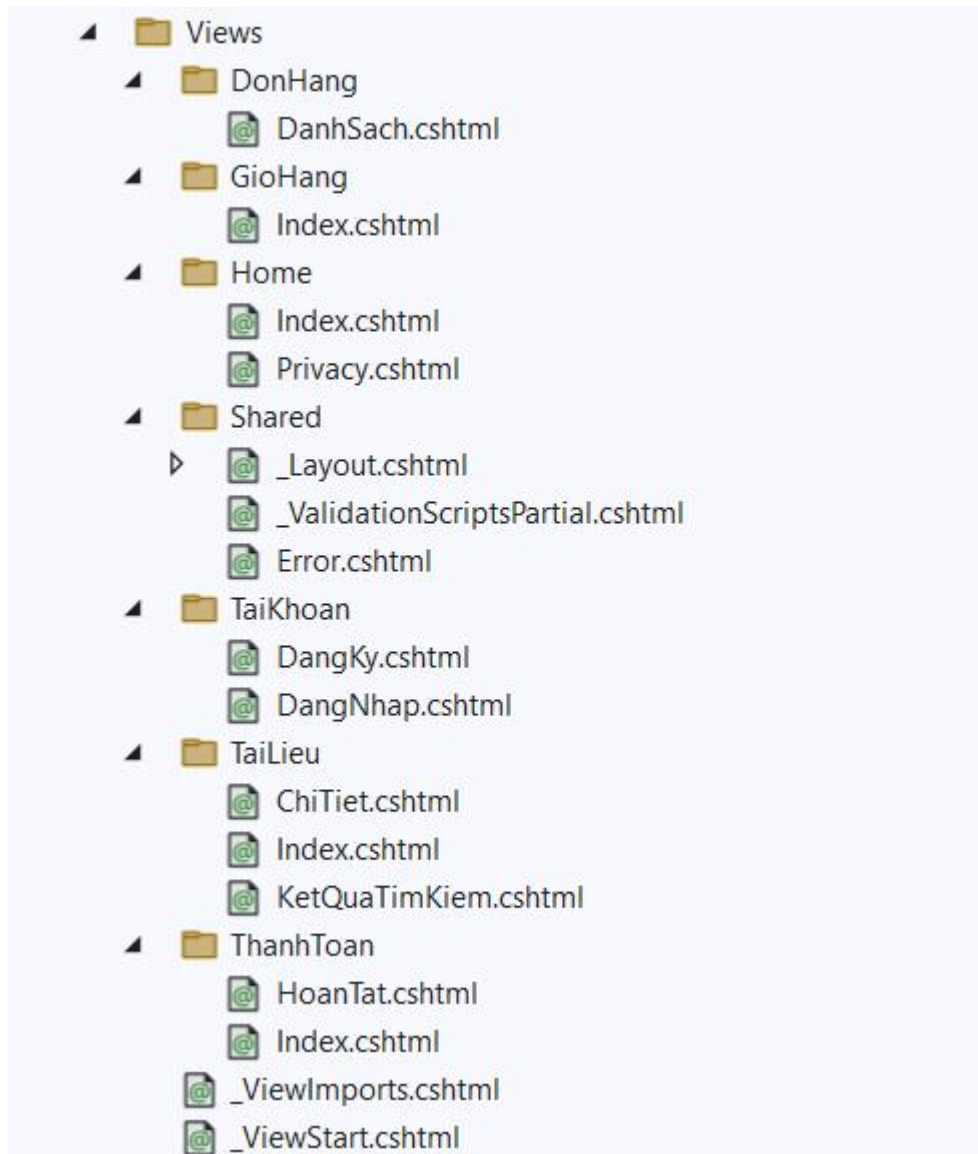 Views
DonHang
DanhSach.cshtml
GioHang
Index.cshtml
Home
Index.cshtml
Privacy.cshtml
Shared
_Layout.cshtml
_ValidationScriptsPartial.cshtml
Error.cshtml
TaiKhoan
DangKy.cshtml
DangNhap.cshtml
TaiLieu
ChiTiet.cshtml
Index.cshtml
KetQuaTimKiem.cshtml
ThanhToan
HoanTat.cshtml
Index.cshtml
_ViewImports.cshtml
_ViewStart.cshtml